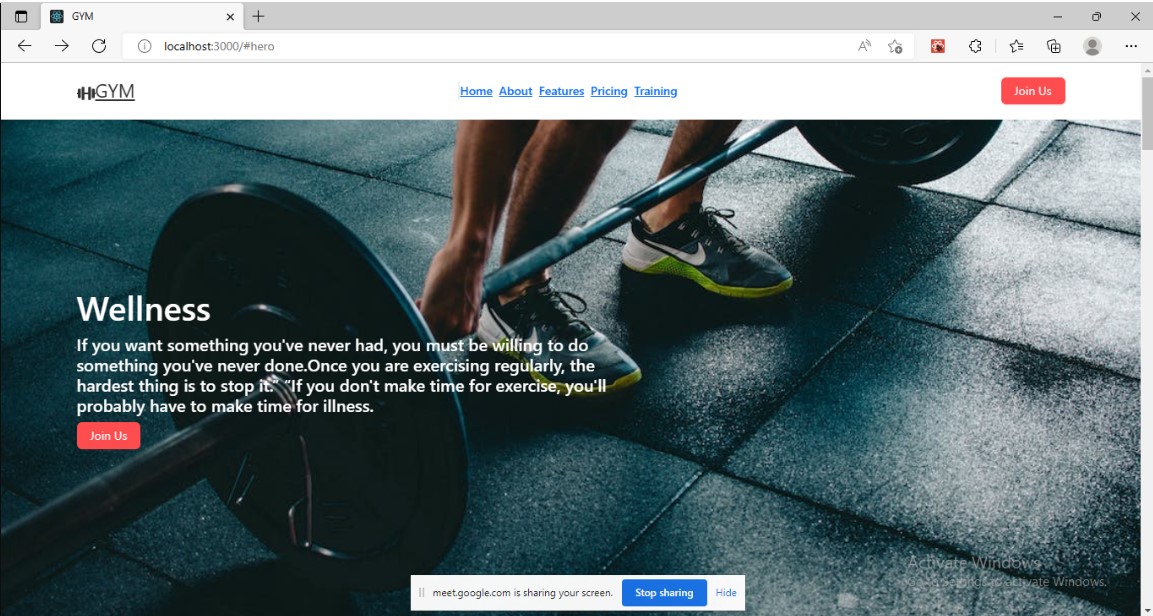 GYM
localhost:3000/#hero
GYM
Home About Features Pricing Training
Join Us
Wellness
If you want something you've never had, you must be willing to do
something you've never done.Once you are exercising regularly, the
hardest thing is to stop it.” “If you don't make time for exercise, you'll
probably have to make time for illness.
Join Us
Activate Windows
to activate Windows.
meet.google.com is sharing your screen.
Stop sharing
Hide